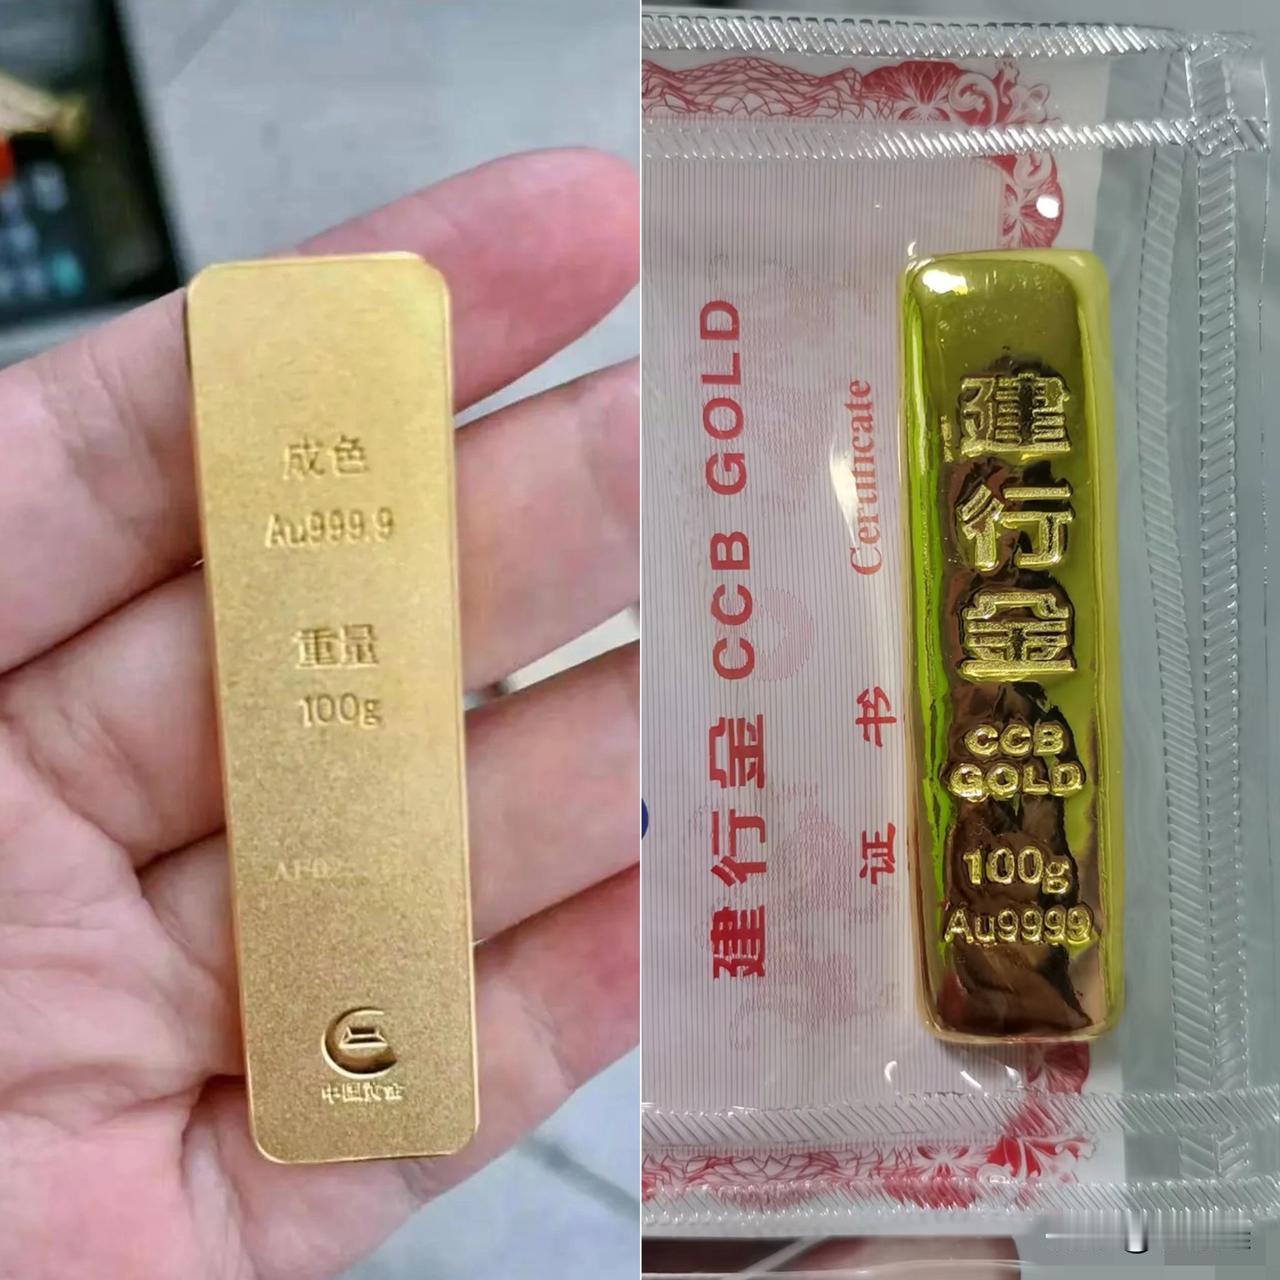 成色
Au999.9
重量
100g
中国黄金
建行金 CCB GOLD
证书
Certificate
建
行
金
CCB
GOLD
100g
Au9999